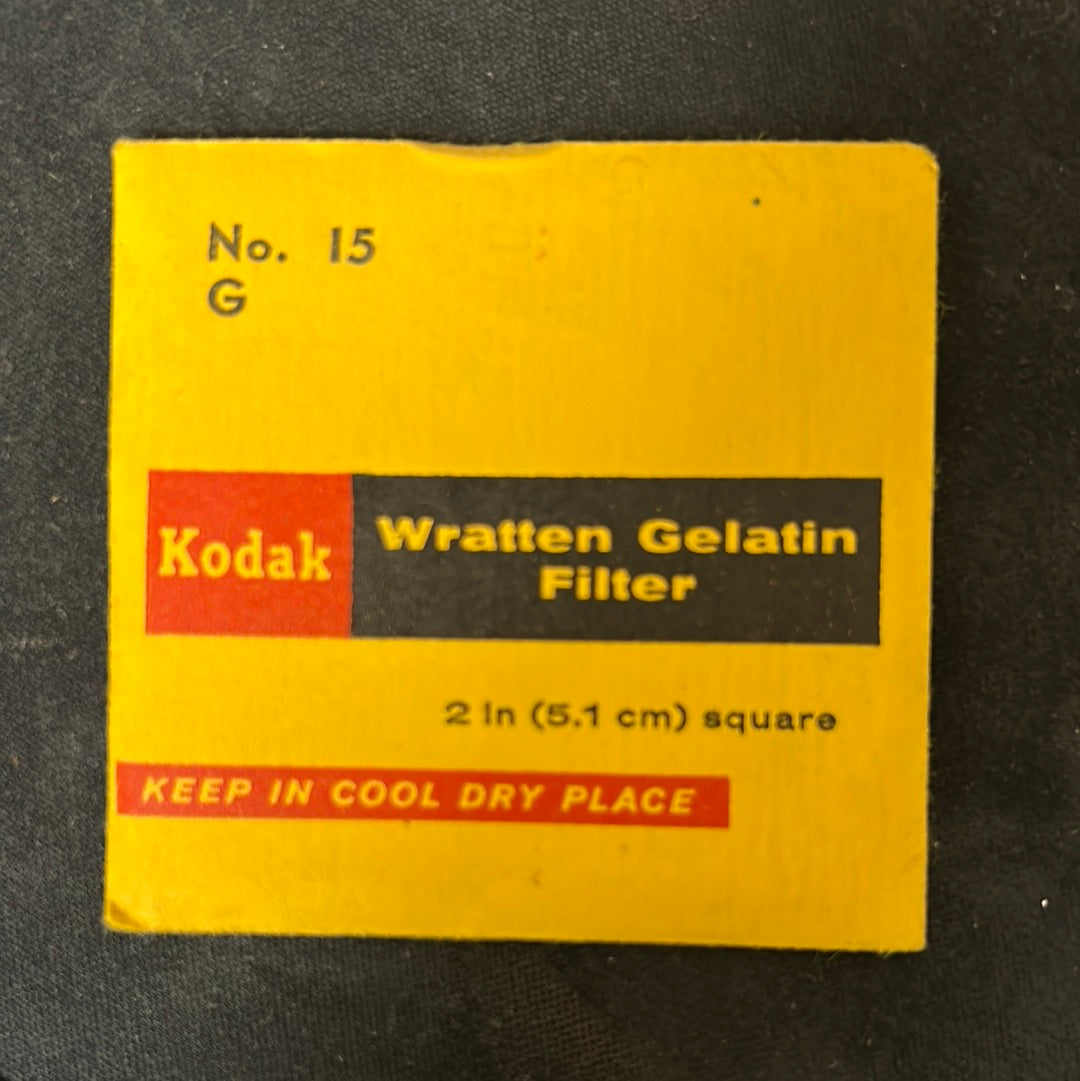 No. 15
G
Kodak
Wratten Gelatin
Filter
2 in (5.1 cm) square
KEEP IN COOL DRY PLACE